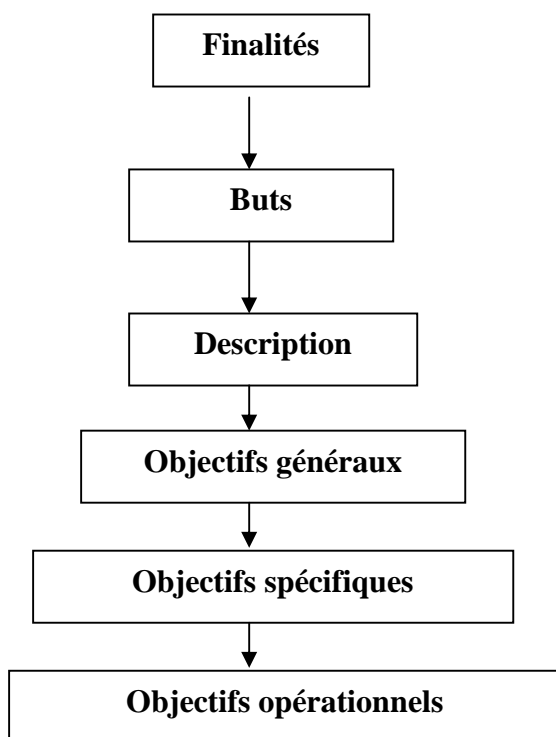 Finalités
Buts
Description
Objectifs généraux
Objectifs spécifiques
Objectifs opérationnels